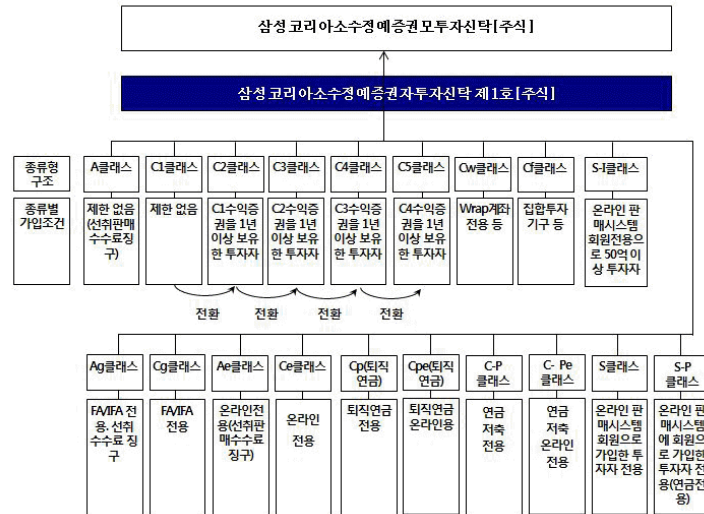 삼성 코리아소수정예증권모투자신탁[주식]
삼성 코리아소수정예증권자투자신탁 제1호[주식]
종류형
구조
A클래스
C1클래스
C2클래스
C3클래스
C4클래스
C5클래스
Cw클래스
Cf클래스
S-I클래스
종류별
가입조건
제한 없음
(선취판매
수수료징
구)
제한 없음
C1수익증
권을 1년
이상 보유
한 투자자
C2수익증
권을 1년
이상 보유
한 투자자
C3수익증
권을 1년
이상 보유
한 투자자
C4수익증
권을 1년
이상 보유
한 투자자
Wrap계좌
전용 등
집합투자
기구 등
온라인 판
매시스템
회원전용으
로 50억 이
상 투자자
전환
전환
전환
전환
Ag클래스
Cg클래스
Ae클래스
Ce클래스
Cp(퇴직
연금)
Cpe(퇴직
연금)
C-P
클래스
C- Pe
클래스
S클래스
S-P
클래스
FA/IFA 전
용. 선취
수수료 징
구
FA/IFA
전용
온라인전
용(선취판
매수수료
징구)
온라인
전용
퇴직연금
전용
퇴직연금
온라인용
연금
저축
전용
연금
저축
온라인
전용
온라인 판
매시스템
회원으로
가입한 투
자자 전용
온라인 판
매시스템
에 회원으
로 가입한
투자자 전
용(연금전
용)